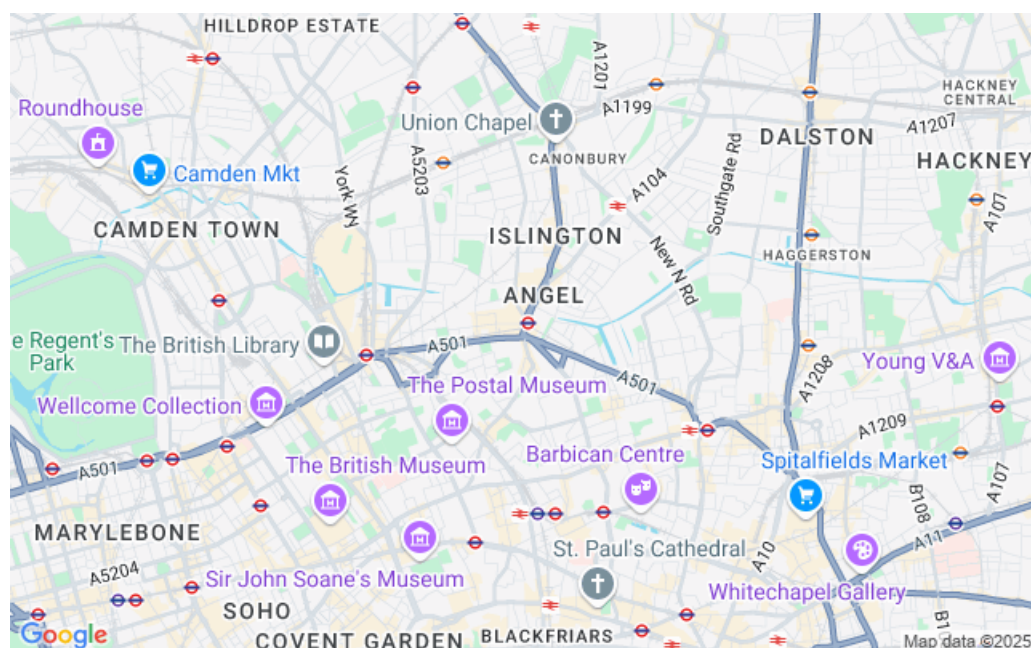 HILLDROP ESTATE
A1201
HACKNEY
CENTRAL
Roundhouse
Union Chapel
A1199
A1207
DALSTON
CANONBURY
HACKNEY
Camden Mkt
York Wy
A5203
A104
Southgate Rd
A107
CAMDEN TOWN
ISLINGTON
HAGGERSTON
New N Rd
ANGEL
e Regent's
Park
The British Library
A501
Young V&A
The Postal Museum
A501
A1208
Wellcome Collection
A1209
Barbican Centre
The British Museum
Spitalfields Market
A501
A107
B108
MARYLEBONE
St. Paul's Cathedral
A10
A11
A5204
Sir John Soane's Museum
Whitechapel Gallery
SOHO
B1
COVENT GARDEN
BLACKFRIARS
Google
Map data ©2025